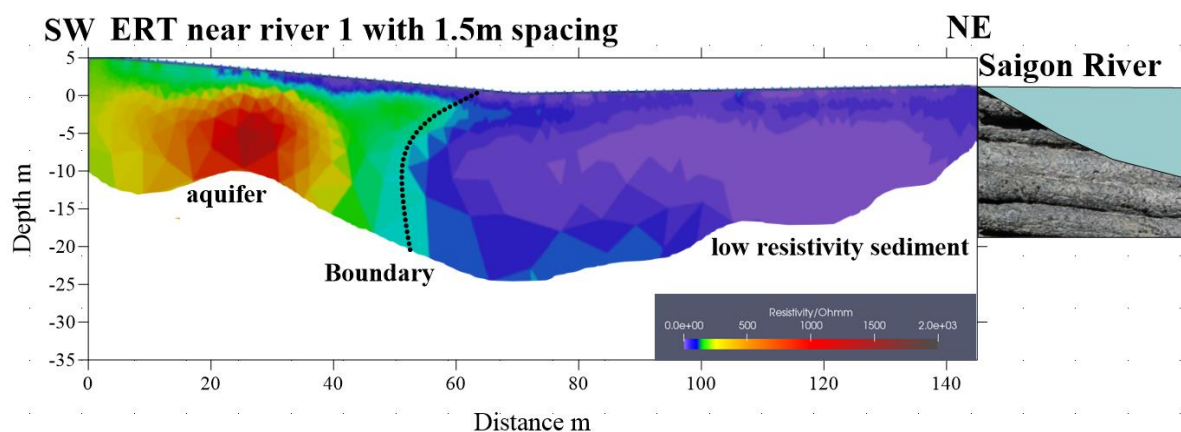 SW ERT near river 1 with 1.5m spacing
NE
Saigon River
5
0
-5
-10
-15
-20
-25
-30
-35
Depth m
aquifer
Boundary
low resistivity sediment
Resistivity/Ohmm
0.0e+00 500 1000 1500 2.0e+03
0 20 40 60 80 100 120 140
Distance m